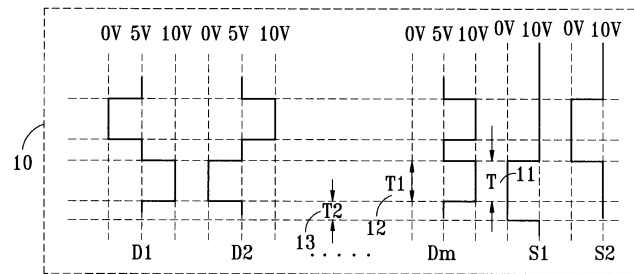 0V 5V 10V 0V 5V 10V 0V 5V 10V 0V 10V 0V 10V
10
T1 T 11
T2
13 12
D1 D2 ..... Dm S1 S2